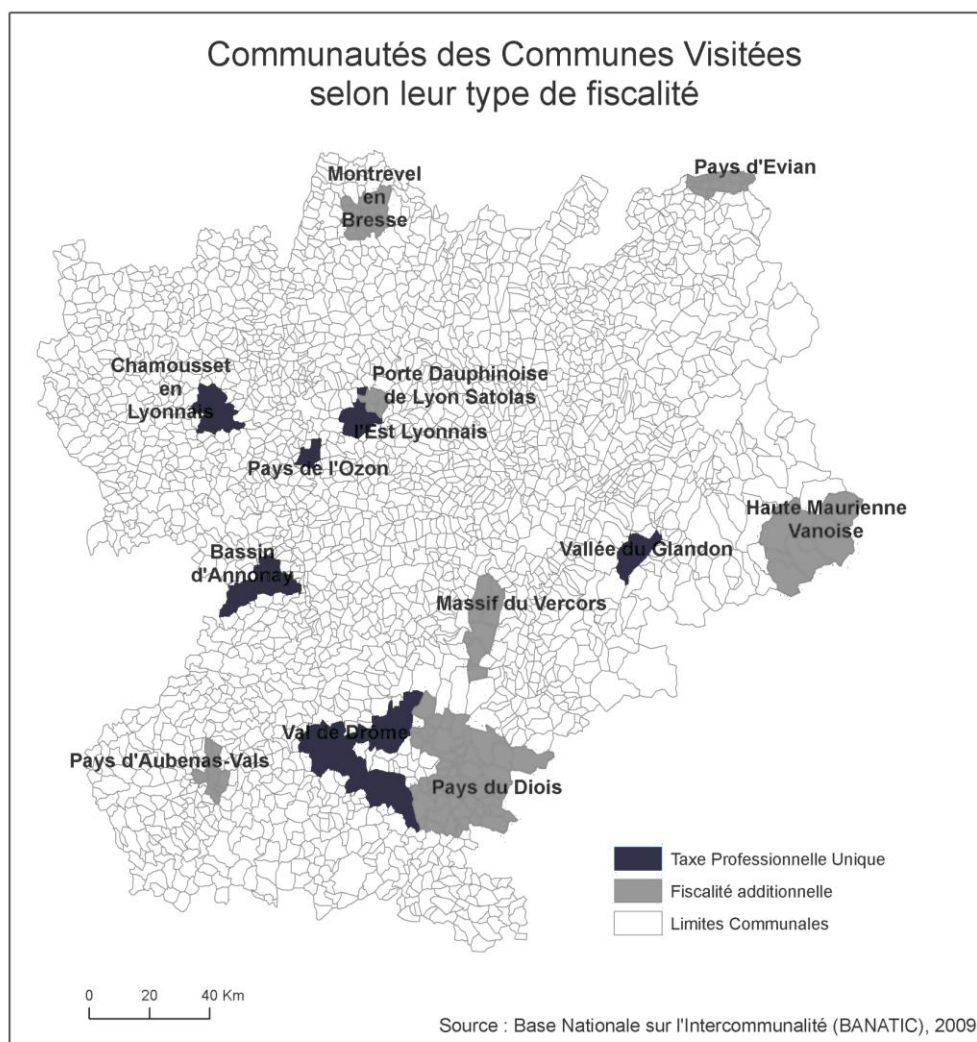 Communautés des Communes Visitées
selon leur type de fiscalité
Montrevel
en
Bresse
Pays d'Evian
Chamousset
en
Lyonnais
Porte Dauphinoise
de Lyon Satolas
l'Est Lyonnais
Pays de l'Ozon
Haute Maurienne
Vanoise
Bassin
d'Annonay
Vallée du Glandon
Massif du Vercors
Val de Drôme
Pays d'Aubenas-Vals
Pays du Diois
Taxe Professionnelle Unique
Fiscalité additionnelle
Limites Communales
0 20 40 Km
Source : Base Nationale sur l'Intercommunalité (BANATIC), 2009